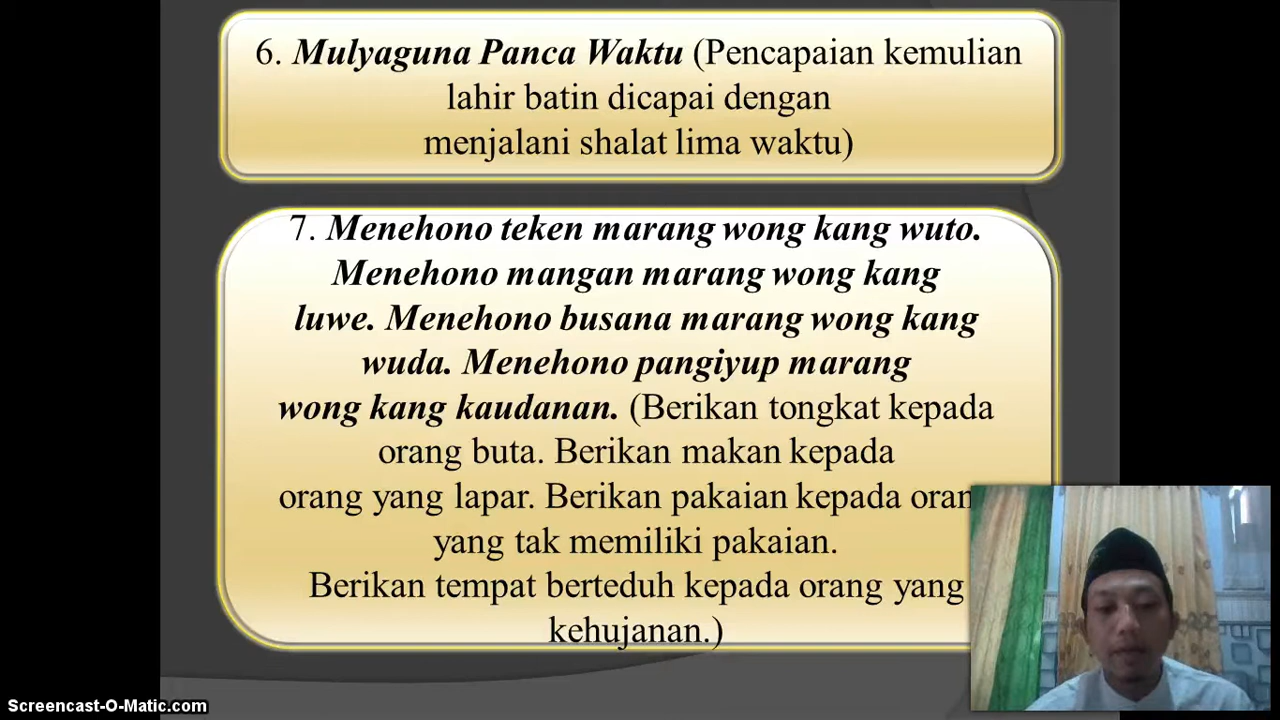 6. Mulyaguna Panca Waktu (Pencapaian kemulian
lahir batin dicapai dengan
menjalani shalat lima waktu)
7. Menehono teken marang wong kang wuto.
Menehono mangan marang wong kang
luwe. Menehono busana marang wong kang
wuda. Menehono pangiyup marang
wong kang kaudanan. (Berikan tongkat kepada
orang buta. Berikan makan kepada
orang yang lapar. Berikan pakaian kepada oran
yang tak memiliki pakaian.
Berikan tempat berteduh kepada orang yang
kehujanan.)
Screencast-O-Matic.com